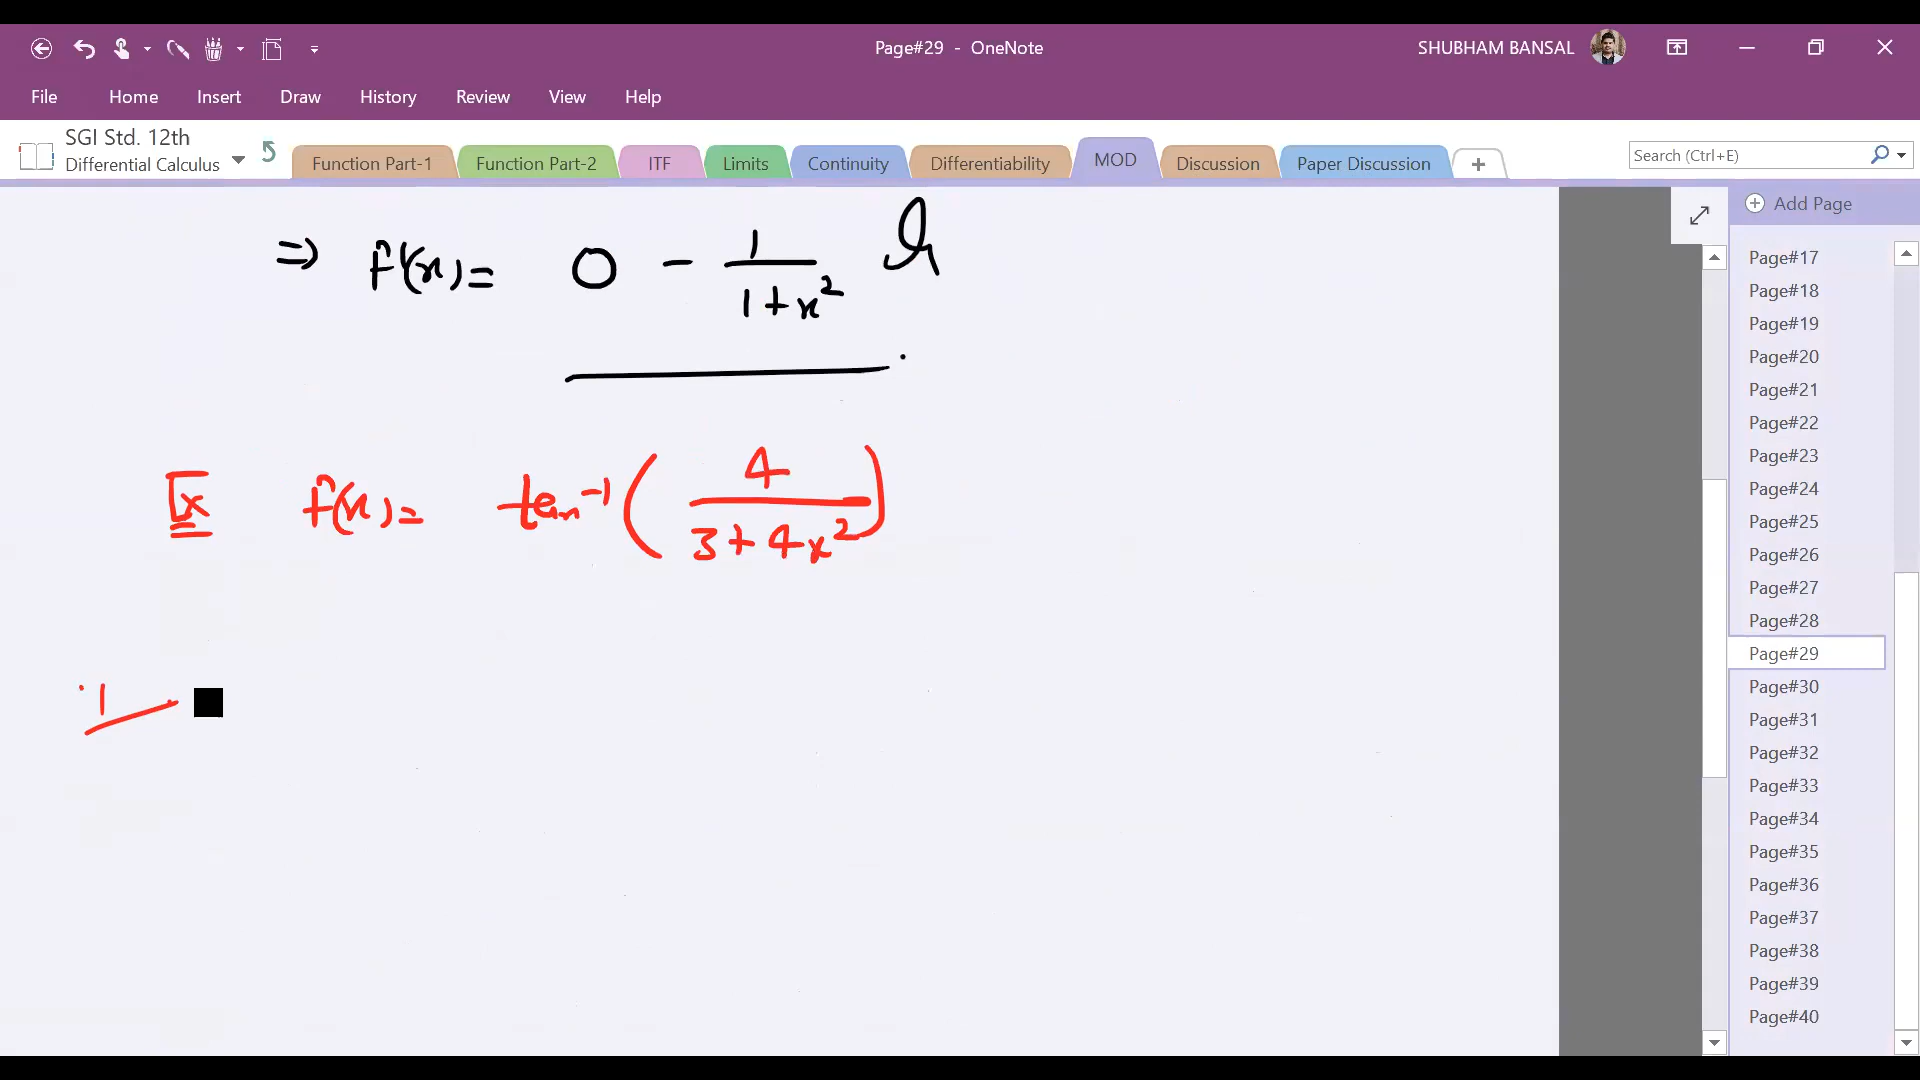 Page#29 - OneNote
SHUBHAM BANSAL
File Home Insert Draw History Review View Help
SGI Std. 12th
Differential Calculus
Function Part-1 Function Part-2 ITF Limits Continuity Differentiability MOD Discussion Paper Discussion +
Search (Ctrl+E)
Add Page
⇒ f'(x) = 0 - 1/(1+x²)
Ex f(x) = tan⁻¹(4/(3+4x²))
1
Page#17
Page#18
Page#19
Page#20
Page#21
Page#22
Page#23
Page#24
Page#25
Page#26
Page#27
Page#28
Page#29
Page#30
Page#31
Page#32
Page#33
Page#34
Page#35
Page#36
Page#37
Page#38
Page#39
Page#40